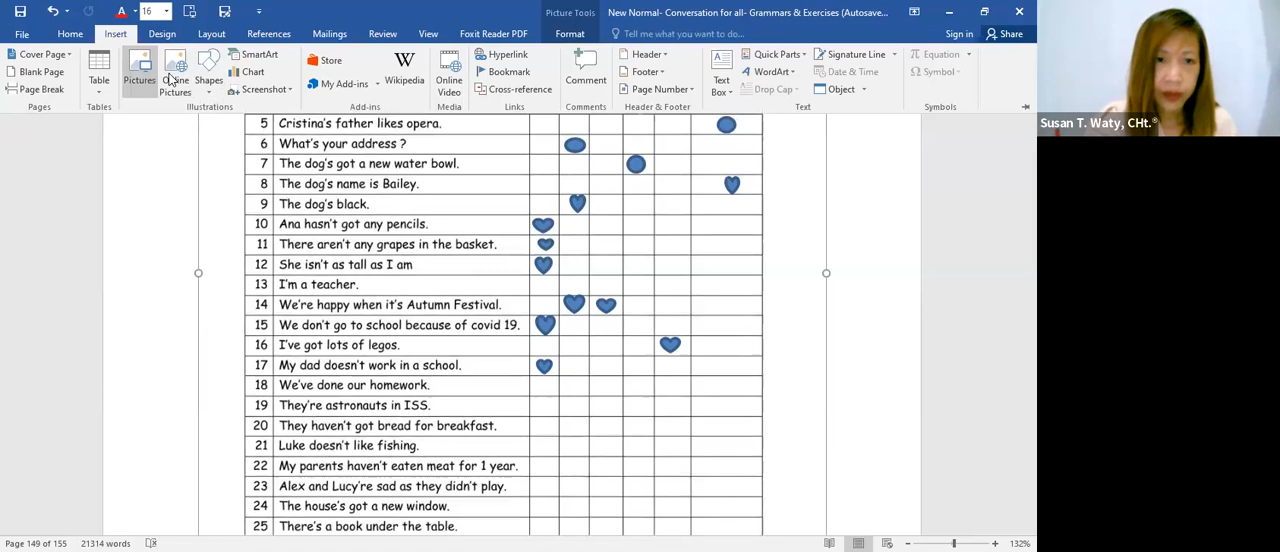 16
Picture Tools
New Normal- Conversation for all- Grammars & Exercises (Autosave...
File Home Insert Design Layout References Mailings Review View Foxit Reader PDF Format Tell me what you want to do... Sign in Share
Cover Page
Blank Page
Page Break
Pages
Table
Tables
Pictures
Online Pictures
Shapes
SmartArt
Chart
Screenshot
Illustrations
Store
My Add-ins
Wikipedia
Add-ins
Online Video
Media
Hyperlink
Bookmark
Cross-reference
Links
Comment
Comments
Header
Footer
Page Number
Header & Footer
Text Box
Quick Parts
WordArt
Drop Cap
Signature Line
Date & Time
Object
Text
Equation
Symbol
Symbols
Susan T. Waty, CHt.®
5 Cristina's father likes opera.
6 What's your address ?
7 The dog's got a new water bowl.
8 The dog's name is Bailey.
9 The dog's black.
10 Ana hasn't got any pencils.
11 There aren't any grapes in the basket.
12 She isn't as tall as I am
13 I'm a teacher.
14 We're happy when it's Autumn Festival.
15 We don't go to school because of covid 19.
16 I've got lots of legos.
17 My dad doesn't work in a school.
18 We've done our homework.
19 They're astronauts in ISS.
20 They haven't got bread for breakfast.
21 Luke doesn't like fishing.
22 My parents haven't eaten meat for 1 year.
23 Alex and Lucy're sad as they didn't play.
24 The house's got a new window.
25 There's a book under the table.
Page 149 of 155 21314 words 132%